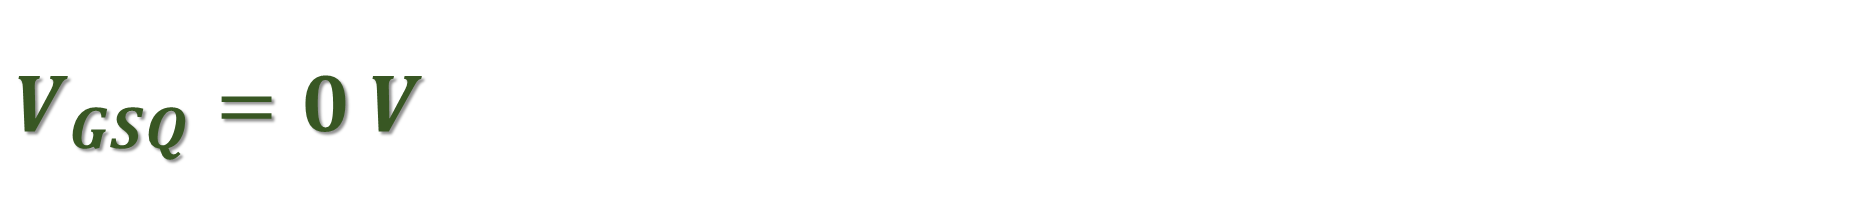 V_GSQ = 0 V